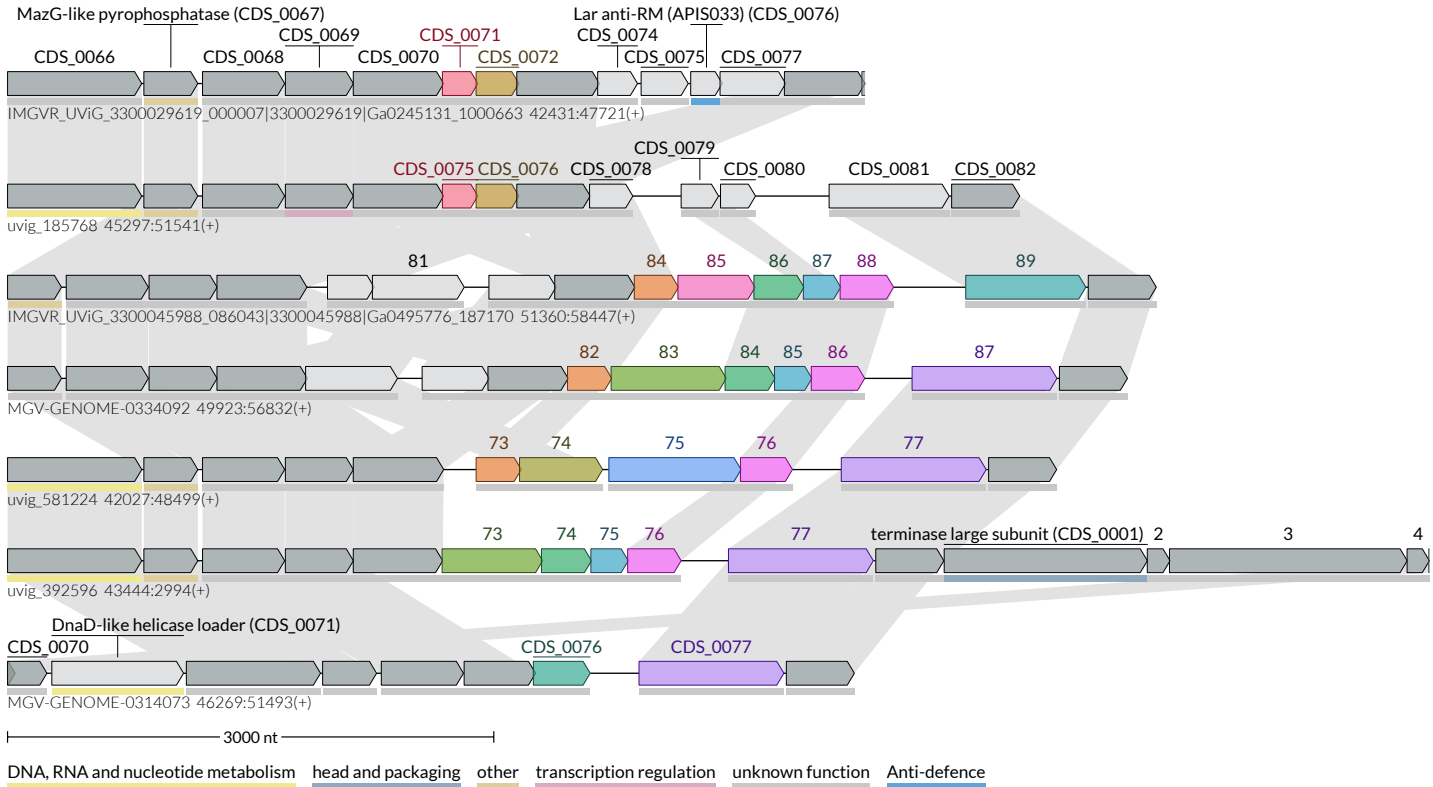 MazG-like pyrophosphatase (CDS_0067) Lar anti-RM (APIS033) (CDS_0076)
CDS_0069 CDS_0071 CDS_0074
CDS_0066 CDS_0068 CDS_0070 CDS_0072 CDS_0075 CDS_0077
IMGVR_UViG_3300029619_000007|3300029619|Ga0245131_1000663 42431:47721(+)
CDS_0079
CDS_0075 CDS_0076 CDS_0078 CDS_0080 CDS_0081 CDS_0082
uvig_185768 45297:51541(+)
81 84 85 86 87 88 89
IMGVR_UViG_3300045988_086043|3300045988|Ga0495776_187170 51360:58447(+)
82 83 84 85 86 87
MGV-GENOME-0334092 49923:56832(+)
73 74 75 76 77
uvig_581224 42027:48499(+)
73 74 75 76 77 terminase large subunit (CDS_0001) 2 3 4
uvig_392596 43444:2994(+)
DnaD-like helicase loader (CDS_0071)
CDS_0070 CDS_0076 CDS_0077
MGV-GENOME-0314073 46269:51493(+)
3000 nt
DNA, RNA and nucleotide metabolism head and packaging other transcription regulation unknown function Anti-defence